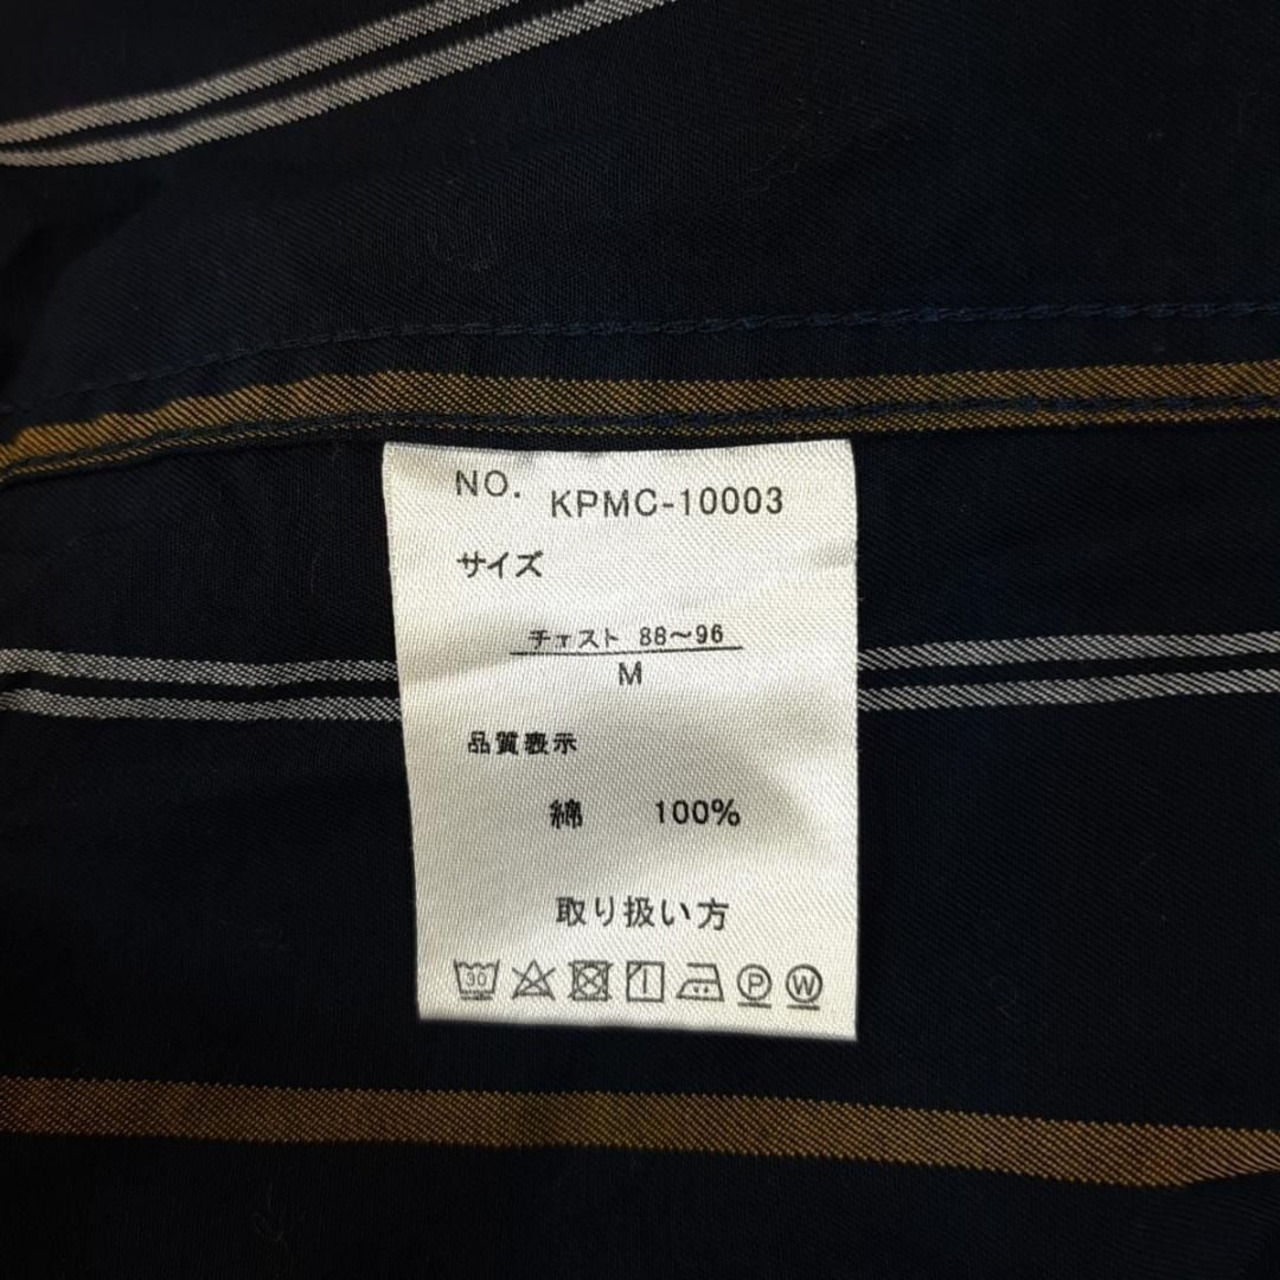 NO. KPMC-10003
サイズ
チェスト 88～96
M
品質表示
綿 100%
取り扱い方
30
P W